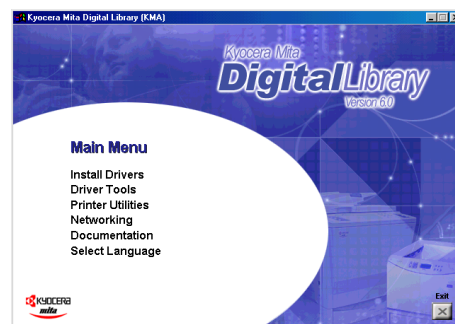 Kyocera Mita Digital Library (KMA)
Kyocera Mita
DigitalLibrary
Version 6.0
Main Menu
Install Drivers
Driver Tools
Printer Utilities
Networking
Documentation
Select Language
KYOCERA
mita
Exit